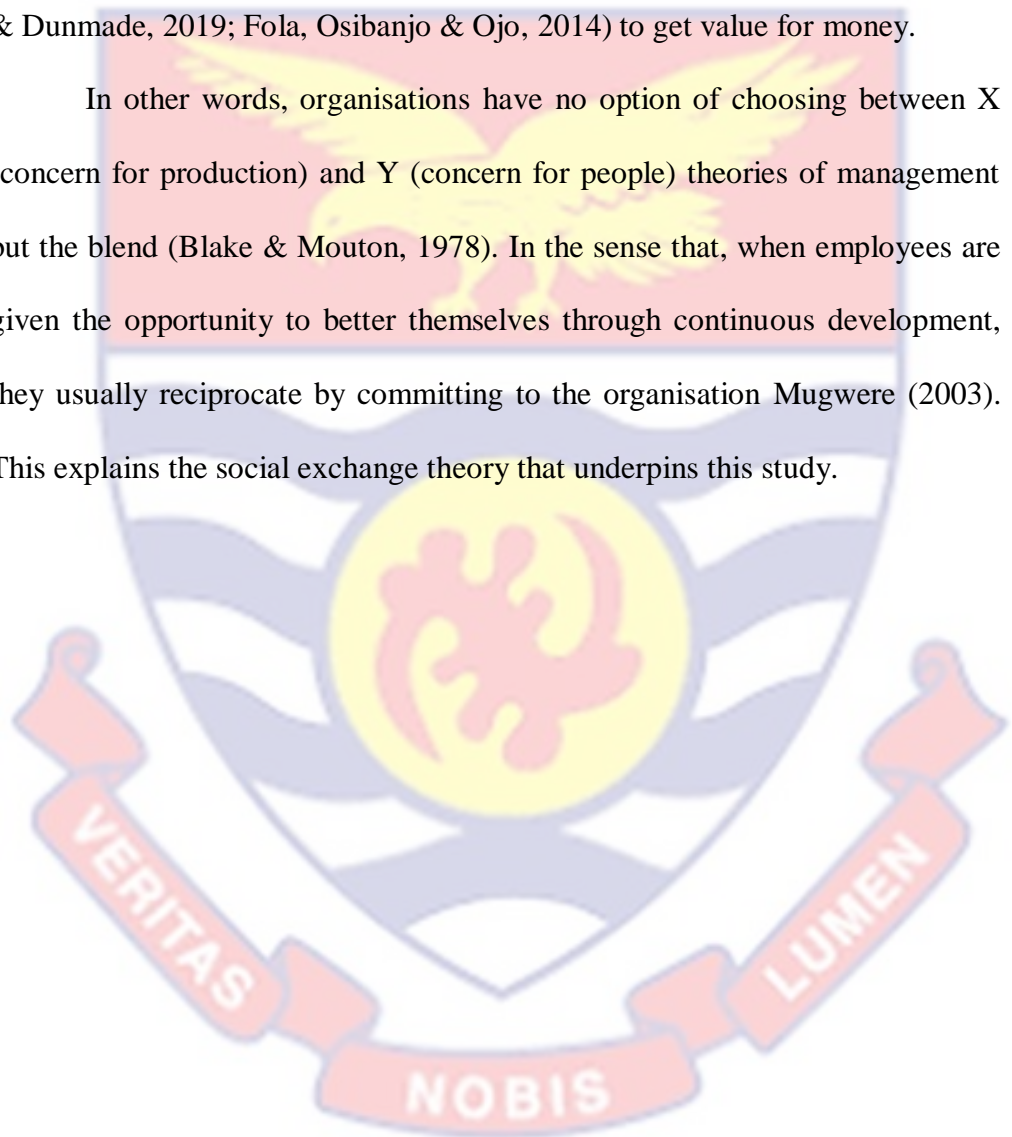 & Dunmade, 2019; Fola, Osibanjo & Ojo, 2014) to get value for money.
In other words, organisations have no option of choosing between X
concern for production) and Y (concern for people) theories of management
but the blend (Blake & Mouton, 1978). In the sense that, when employees are
given the opportunity to better themselves through continuous development,
they usually reciprocate by committing to the organisation Mugwere (2003).
This explains the social exchange theory that underpins this study.
VERITAS
NOBIS
LUMEN